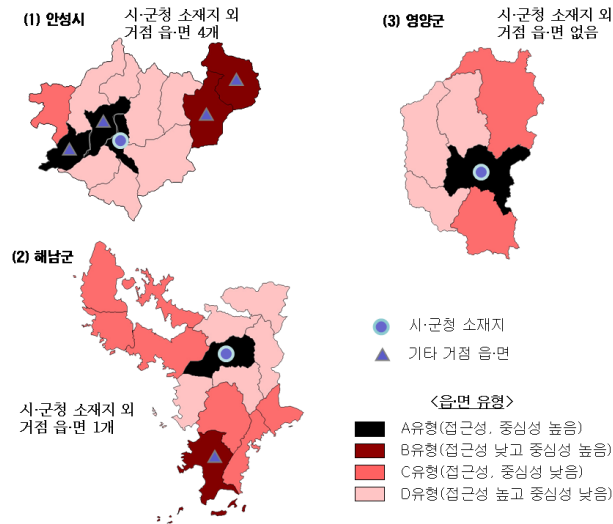 (1) 안성시
시·군청 소재지 외
거점 읍·면 4개
(3) 영양군
시·군청 소재지 외
거점 읍·면 없음
(2) 해남군
시·군청 소재지 외
거점 읍·면 1개
시·군청 소재지
기타 거점 읍·면
<읍·면 유형>
A유형(접근성, 중심성 높음)
B유형(접근성 낮고 중심성 높음)
C유형(접근성, 중심성 낮음)
D유형(접근성 높고 중심성 낮음)